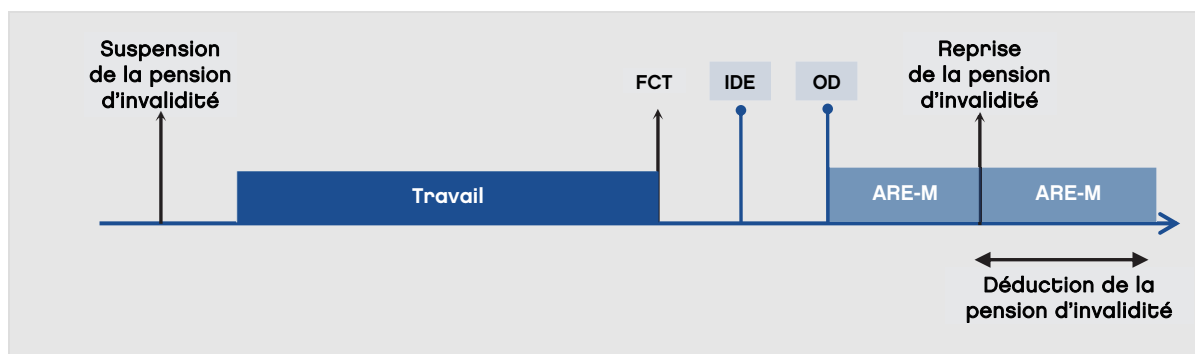 Suspension
de la pension
d'invalidité
FCT
IDE
OD
Reprise
de la pension
d'invalidité
Travail
ARE-M
ARE-M
Déduction de la
pension d'invalidité